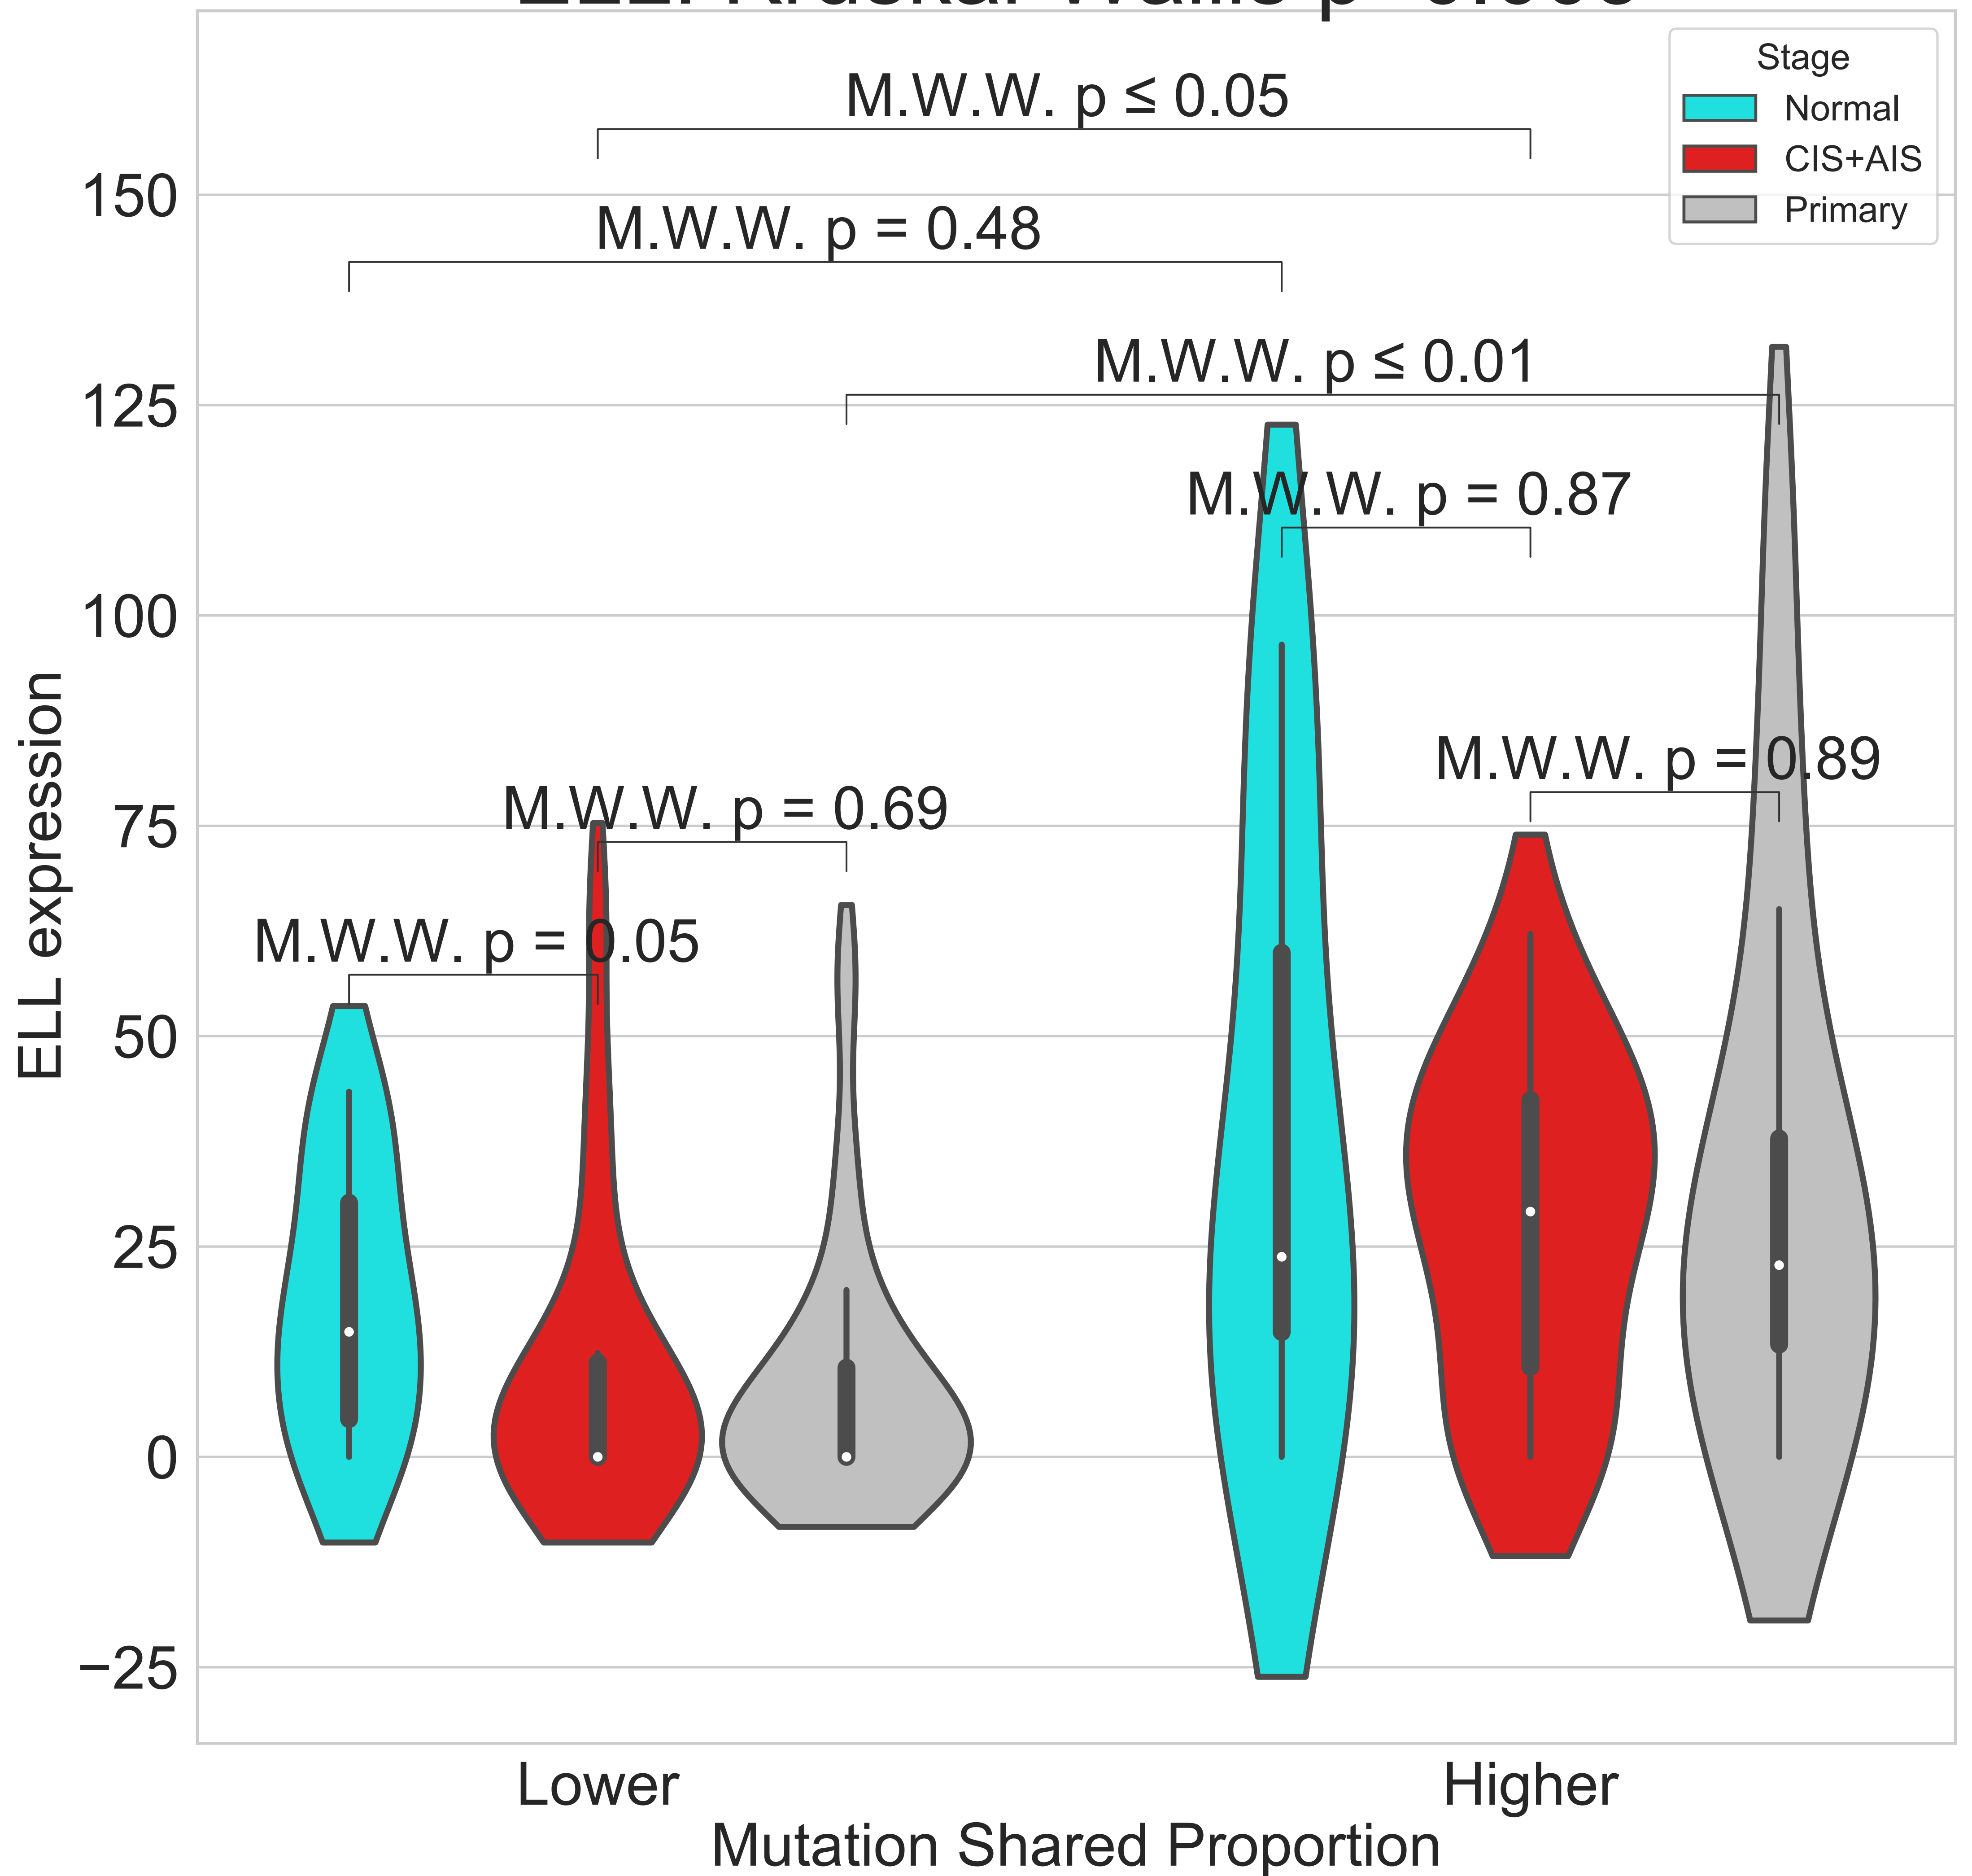 Stage
Normal
CIS+AIS
Primary
M.W.W. p ≤ 0.05
M.W.W. p = 0.48
M.W.W. p ≤ 0.01
M.W.W. p = 0.87
M.W.W. p = 0.89
M.W.W. p = 0.69
M.W.W. p = 0.05
150
125
100
75
50
25
0
−25
ELL expression
Lower
Higher
Mutation Shared Proportion